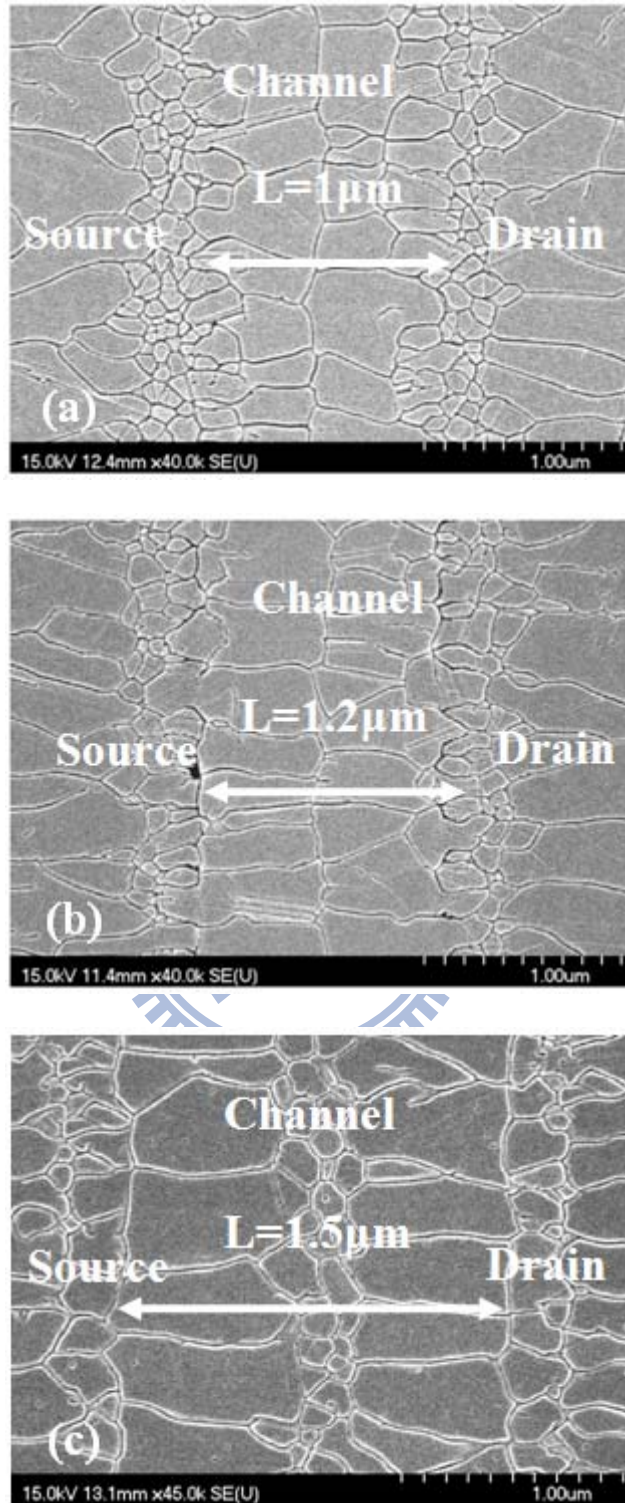 Channel
L=1μm
Source
Drain
(a)
15.0kV 12.4mm x40.0k SE(U) 1.00um
Channel
L=1.2μm
Source
Drain
(b)
15.0kV 11.4mm x40.0k SE(U) 1.00um
Channel
L=1.5μm
Source
Drain
(c)
15.0kV 13.1mm x45.0k SE(U) 1.00um